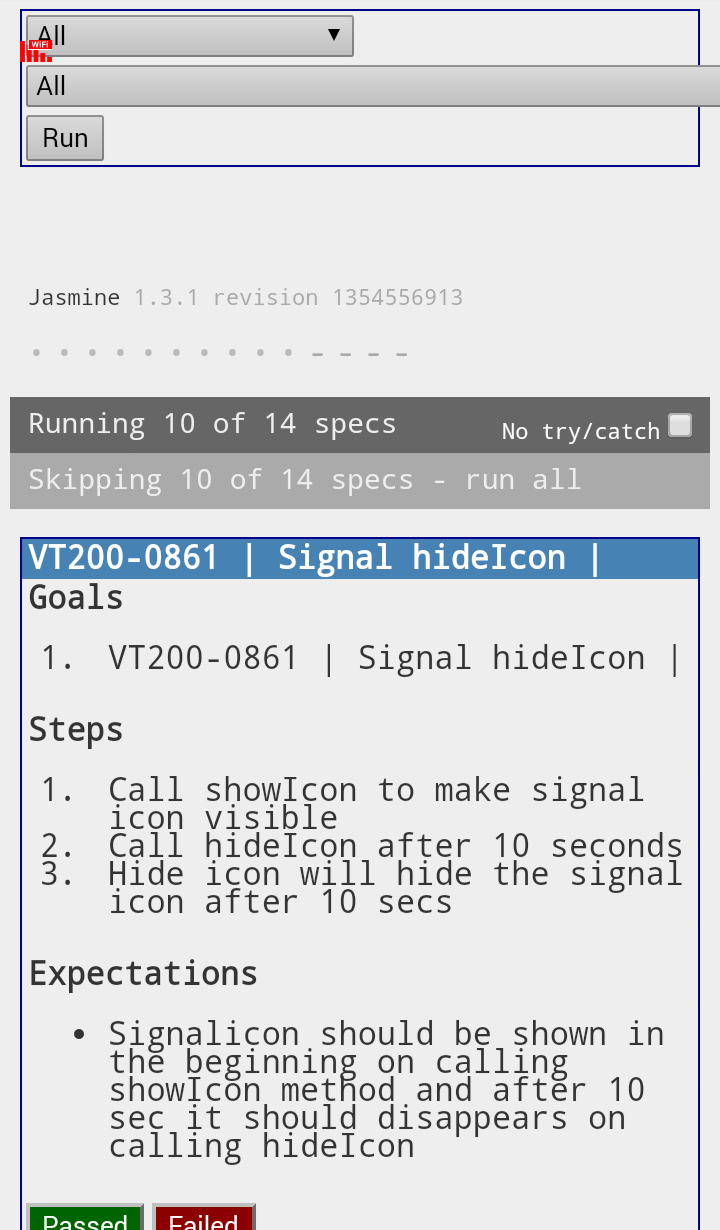 All
WiFi
All
Run
Jasmine 1.3.1 revision 1354556913
• • • • • • • • • • - - - -
Running 10 of 14 specs
No try/catch
Skipping 10 of 14 specs - run all
VT200-0861 | Signal hideIcon |
Goals
1. VT200-0861 | Signal hideIcon |
Steps
1. Call showIcon to make signal
icon visible
2. Call hideIcon after 10 seconds
3. Hide icon will hide the signal
icon after 10 secs
Expectations
• Signalicon should be shown in
the beginning on calling
showIcon method and after 10
sec it should disappears on
calling hideIcon
Passed Failed